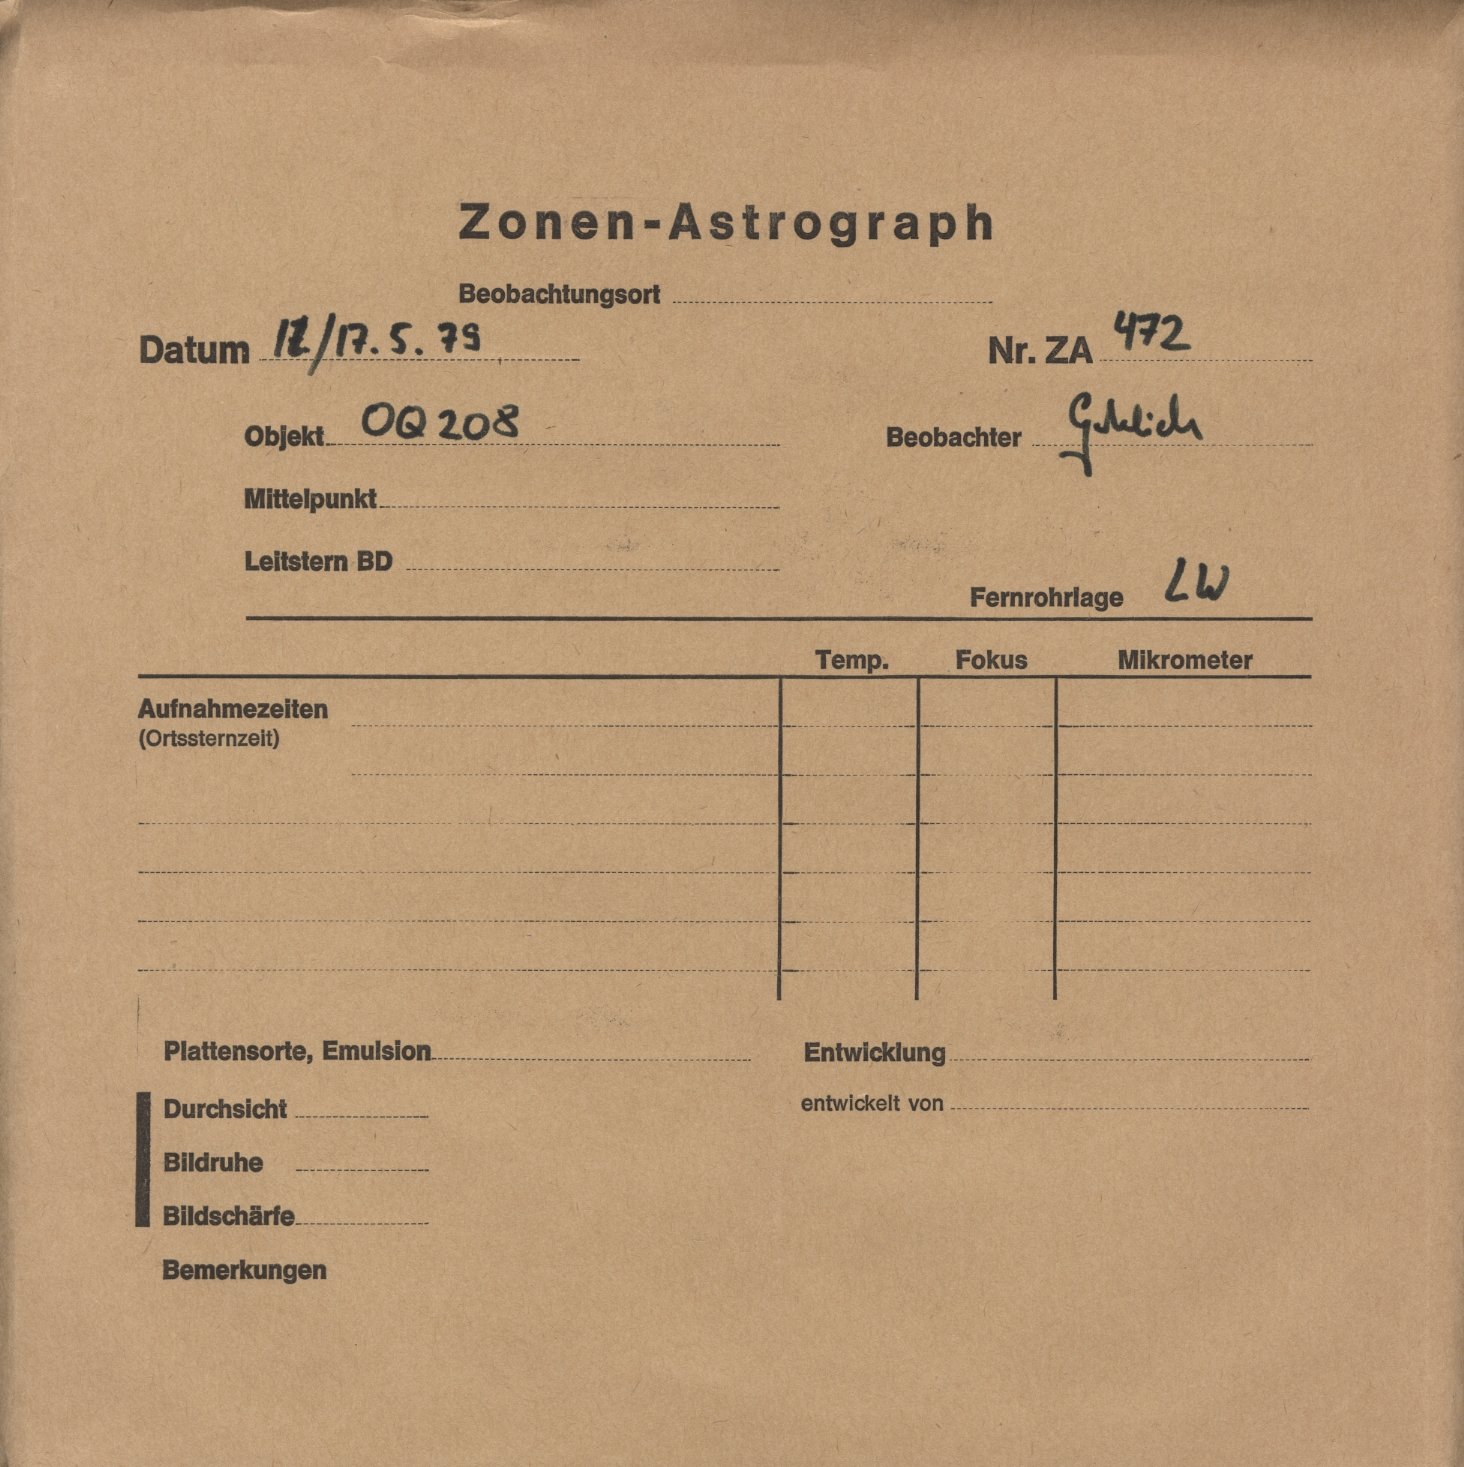 Zonen-Astrograph
Beobachtungsort
Datum /17.5.79 Nr. ZA 472
Objekt OQ 208 Beobachter
Mittelpunkt
Leitstern BD
Fernrohrlage LW
Temp. Fokus Mikrometer
Aufnahmezeiten
(Ortssternzeit)
Plattensorte, Emulsion Entwicklung
Durchsicht entwickelt von
Bildruhe
Bildschärfe
Bemerkungen